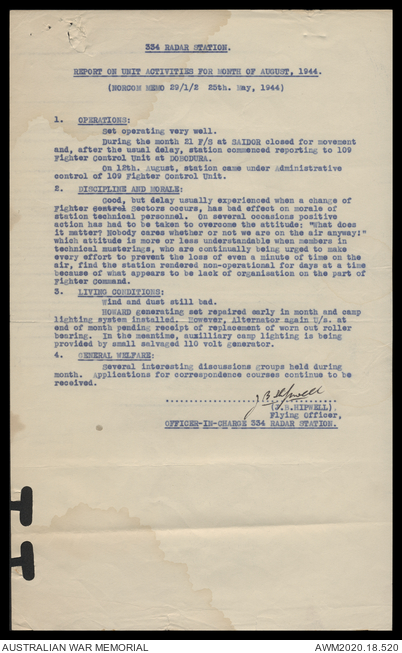 334 RADAR STATION.
REPORT ON UNIT ACTIVITIES FOR MONTH OF AUGUST, 1944.
(NORCOM MEMO 29/1/2 25th. May, 1944)
1. OPERATIONS:
Set operating very well.
During the month 21 F/S at SAIDOR closed for movement
and, after the usual delay, station commenced reporting to 109
Fighter Control Unit at DOBODURA.
On 12th. August, station came under administrative
control of 109 Fighter Control Unit.
2. DISCIPLINE AND MORALE:
Good, but delay usually experienced when a change of
Fighter Sectors occurs, has bad effect on morale of
station technical personnel. On several occasions positive
action has had to be taken to overcome the attitude: "What does
it matter? Nobody cares whether or not we are on the air anyway:"
which attitude is more or less understandable when members in
technical musterings, who are continually being urged to make
every effort to prevent the loss of even a minute of time on the
air, find the station rendered non-operational for days at a time
because of what appears to be lack of organisation on the part of
Fighter Command.
3. LIVING CONDITIONS:
Wind and dust still bad.
HOWARD generating set repaired early in month and camp
lighting system installed. However, Alternator again U/s. at
end of month pending receipt of replacement of worn out roller
bearing. In the meantime, auxilliary camp lighting is being
provided by small salvaged 110 volt generator.
4. GENERAL WELFARE:
Several interesting discussions groups held during
month. Applications for correspondence courses continue to be
received.
J B Hipwell
(J.B.HIPWELL)
Flying Officer,
OFFICER-IN-CHARGE 334 RADAR STATION.
AUSTRALIAN WAR MEMORIAL
AWM2020.18.520